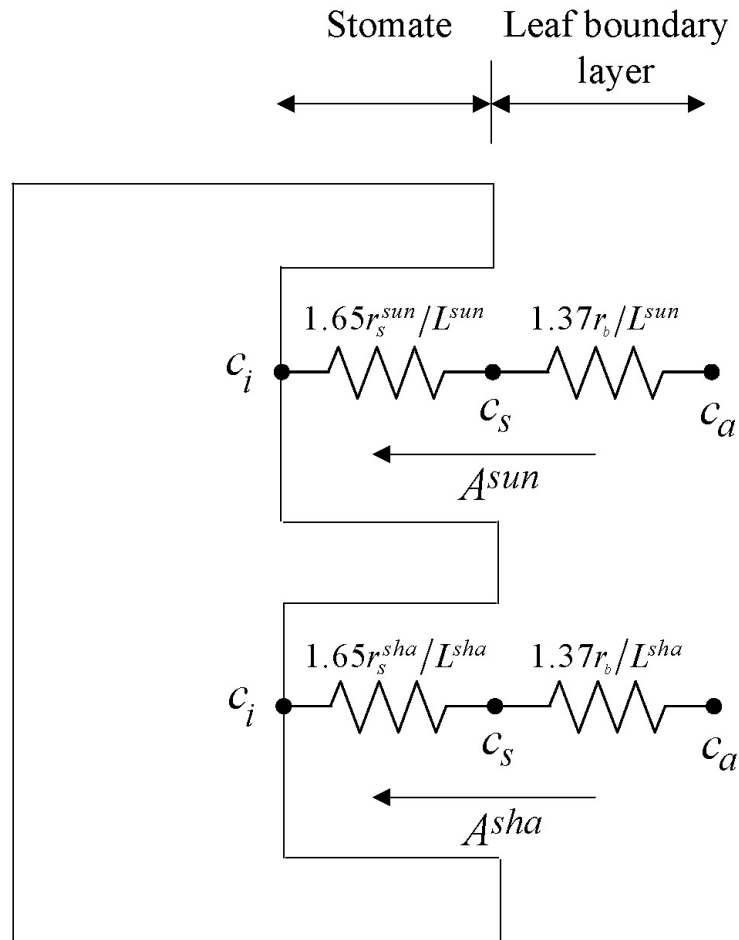 Stomate Leaf boundary
layer
1.65r_s^{sun}/L^{sun} 1.37r_b/L^{sun}
c_i c_s c_a
A^{sun}
1.65r_s^{sha}/L^{sha} 1.37r_b/L^{sha}
c_i c_s c_a
A^{sha}